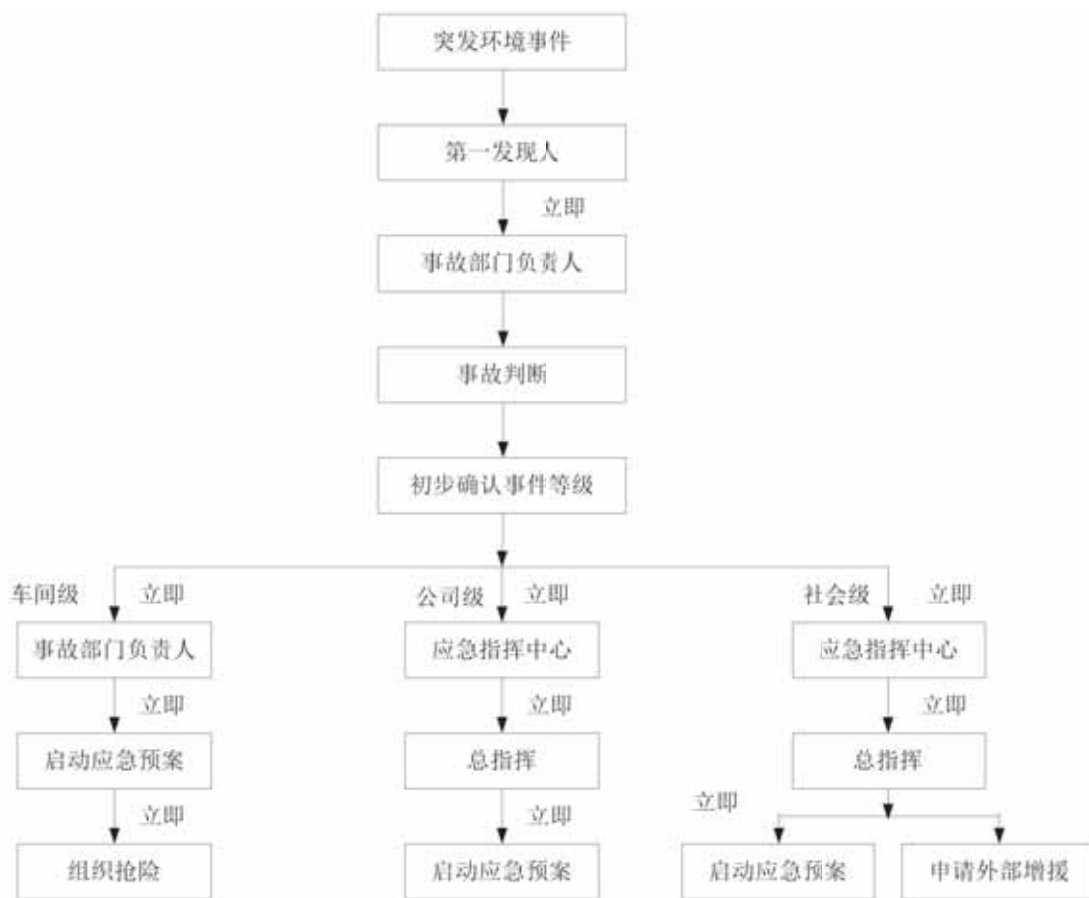 突发环境事件
第一发现人
立即
事故部门负责人
事故判断
初步确认事件等级
车间级 立即 公司级 立即 社会级 立即
事故部门负责人 应急指挥中心 应急指挥中心
立即 立即 立即
启动应急预案 总指挥 总指挥
立即 立即 立即
组织抢险 启动应急预案 启动应急预案 申请外部增援